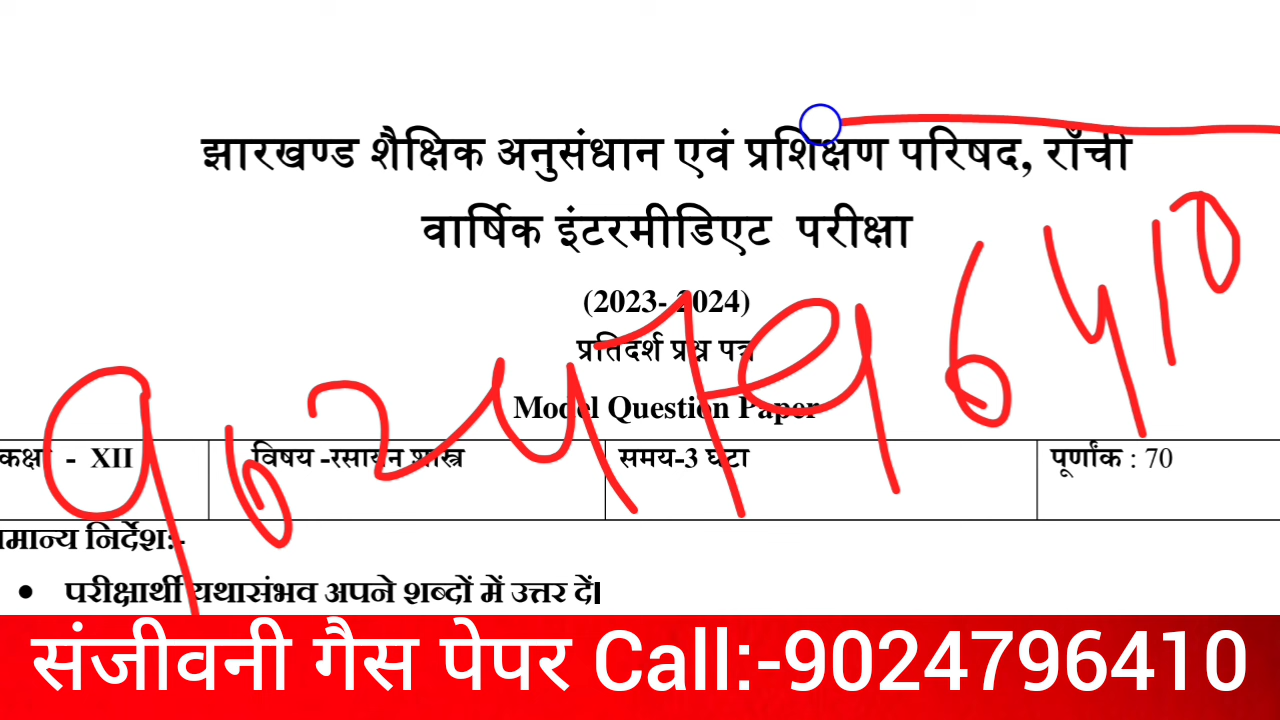 झारखण्ड शैक्षिक अनुसंधान एवं प्रशिक्षण परिषद, राँची
वार्षिक इंटरमीडिएट परीक्षा
(2023- 2024)
प्रतिदर्श प्रश्न पत्र
Model Question Paper
9024796410
कक्षा - XII विषय -रसायन शास्त्र समय-3 घंटा पूर्णांक : 70
मान्य निर्देश:-
• परीक्षार्थी यथासंभव अपने शब्दों में उत्तर दें।
संजीवनी गैस पेपर Call:-9024796410